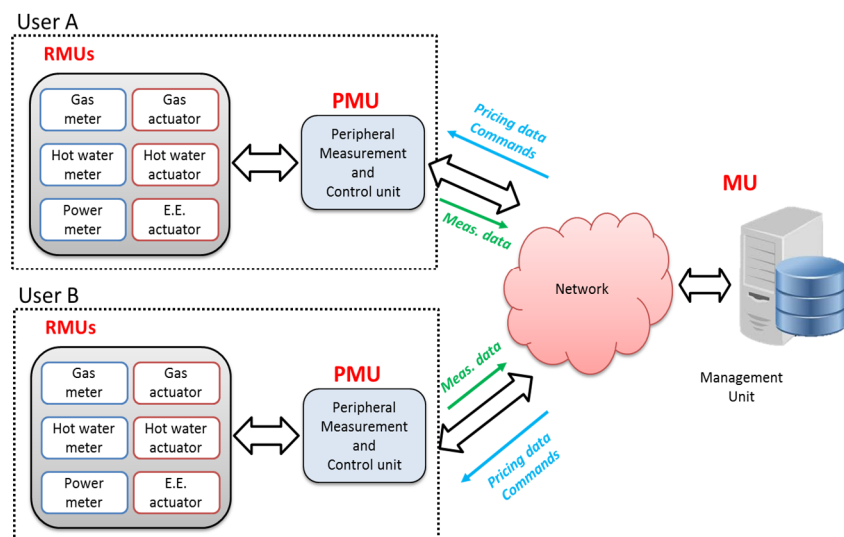 User A
RMUs
Gas
meter
Gas
actuator
Hot water
meter
Hot water
actuator
Power
meter
E.E.
actuator
PMU
Peripheral
Measurement
and
Control unit
Pricing data
Commands
Meas. data
Network
MU
Management
Unit
User B
RMUs
Gas
meter
Gas
actuator
Hot water
meter
Hot water
actuator
Power
meter
E.E.
actuator
PMU
Peripheral
Measurement
and
Control unit
Meas. data
Pricing data
Commands